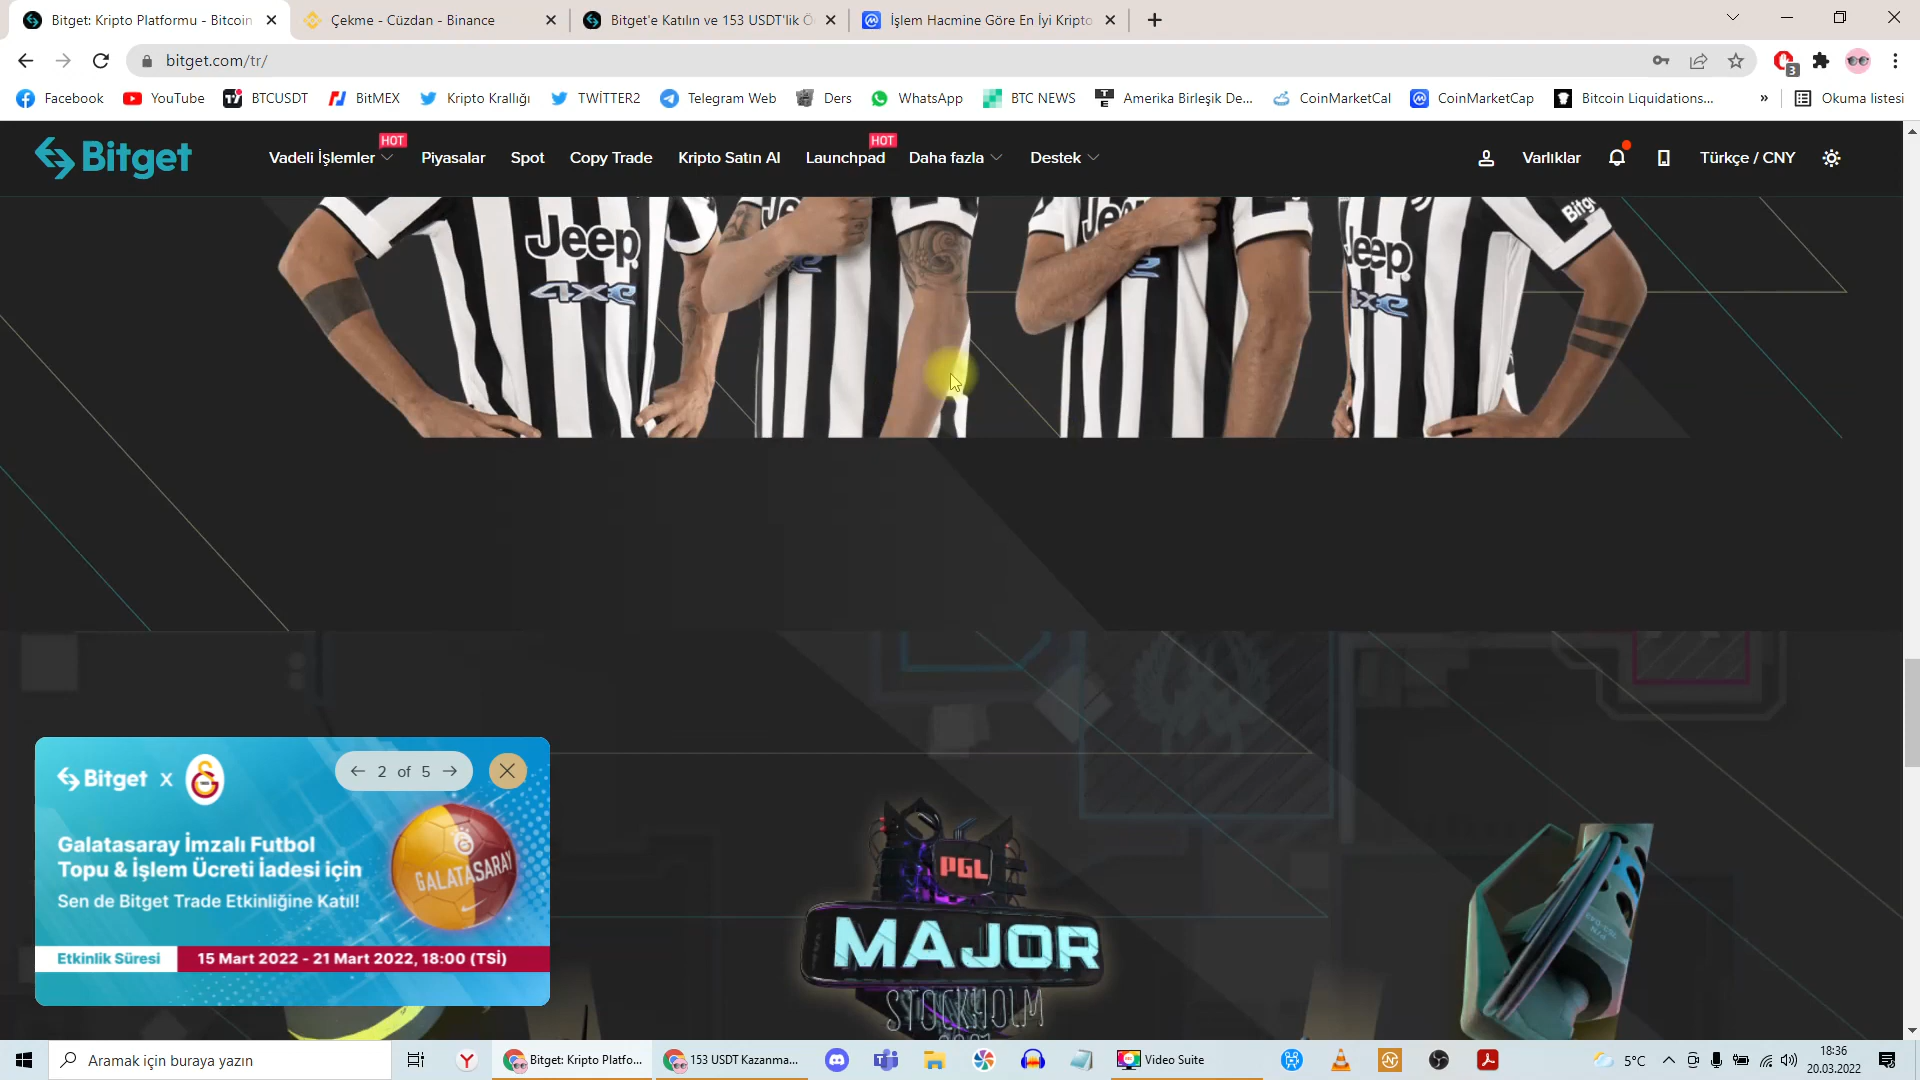 Bitget: Kripto Platformu - Bitcoin
Çekme - Cüzdan - Binance
Bitget'e Katılın ve 153 USDT'lik Ö
İşlem Hacmine Göre En İyi Kripto
bitget.com/tr/
3
Facebook
YouTube
BTCUSDT
BitMEX
Kripto Krallığı
TWİTTER2
Telegram Web
Ders
WhatsApp
BTC NEWS
Amerika Birleşik De...
CoinMarketCal
CoinMarketCap
Bitcoin Liquidations...
»
Okuma listesi
Bitget
Vadeli İşlemler
HOT
Piyasalar
Spot
Copy Trade
Kripto Satın Al
Launchpad
HOT
Daha fazla
Destek
Varlıklar
Türkçe / CNY
Jeep
4xe
Jeep
Jeep
Jeep
4xe
Bitget
Bitget x
2 of 5
Galatasaray İmzalı Futbol
Topu & İşlem Ücreti İadesi için
Sen de Bitget Trade Etkinliğine Katıl!
GALATASARAY
Etkinlik Süresi
15 Mart 2022 - 21 Mart 2022, 18:00 (TSİ)
PGL
MAJOR
STOCKHOLM
Aramak için buraya yazın
Bitget: Kripto Platfo...
153 USDT Kazanma...
Video Suite
5°C
18:36
20.03.2022